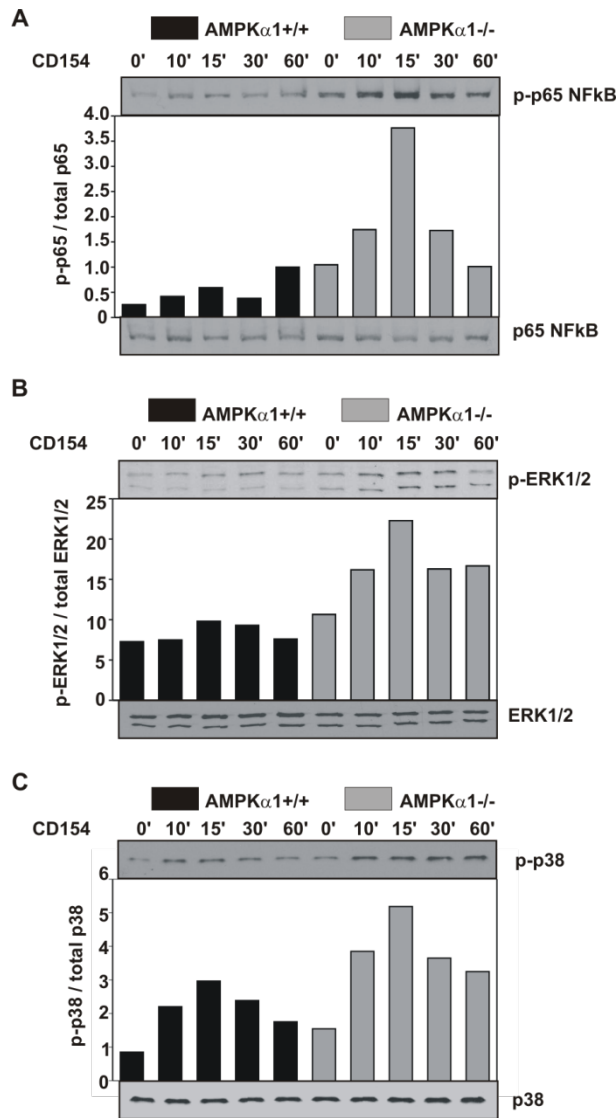 A
AMPKα1+/+ AMPKα1-/-
CD154 0' 10' 15' 30' 60' 0' 10' 15' 30' 60'
p-p65 NFkB
p-p65 / total p65
4.0
3.5
3.0
2.5
2.0
1.5
1.0
0.5
0
p65 NFkB
B
AMPKα1+/+ AMPKα1-/-
CD154 0' 10' 15' 30' 60' 0' 10' 15' 30' 60'
p-ERK1/2
p-ERK1/2 / total ERK1/2
25
20
15
10
5
0
ERK1/2
C
AMPKα1+/+ AMPKα1-/-
CD154 0' 10' 15' 30' 60' 0' 10' 15' 30' 60'
p-p38
p-p38 / total p38
6
5
4
3
2
1
0
p38